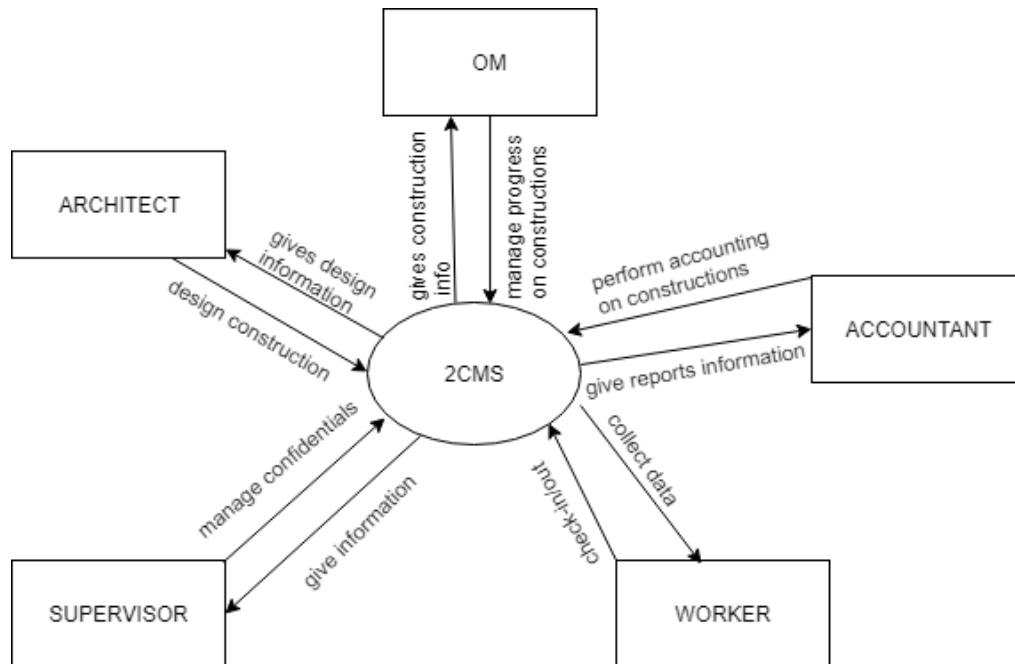 OM
ARCHITECT
gives construction
info
manage progress
on constructions
gives design
information
design construction
perform accounting
on constructions
ACCOUNTANT
2CMS
give reports information
manage confidentials
give information
collect data
check-in/out
SUPERVISOR
WORKER